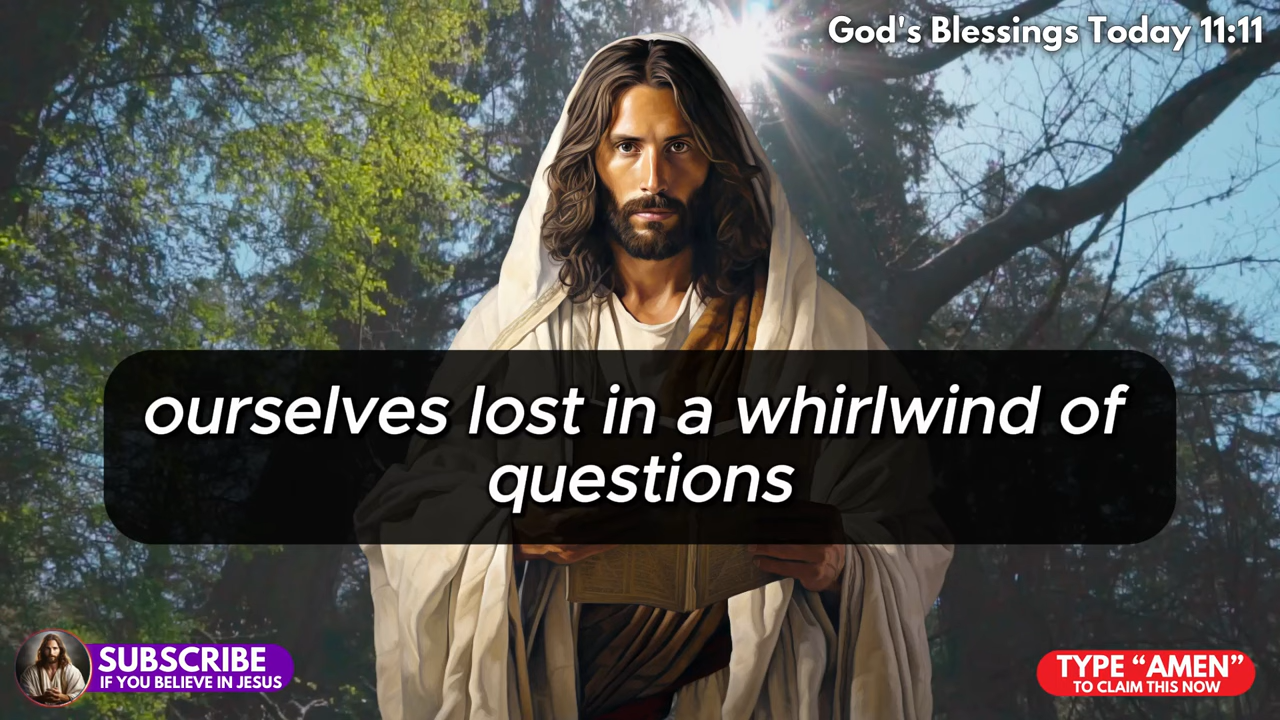 God's Blessings Today 11:11
ourselves lost in a whirlwind of
questions
SUBSCRIBE
IF YOU BELIEVE IN JESUS
TYPE “AMEN”
TO CLAIM THIS NOW